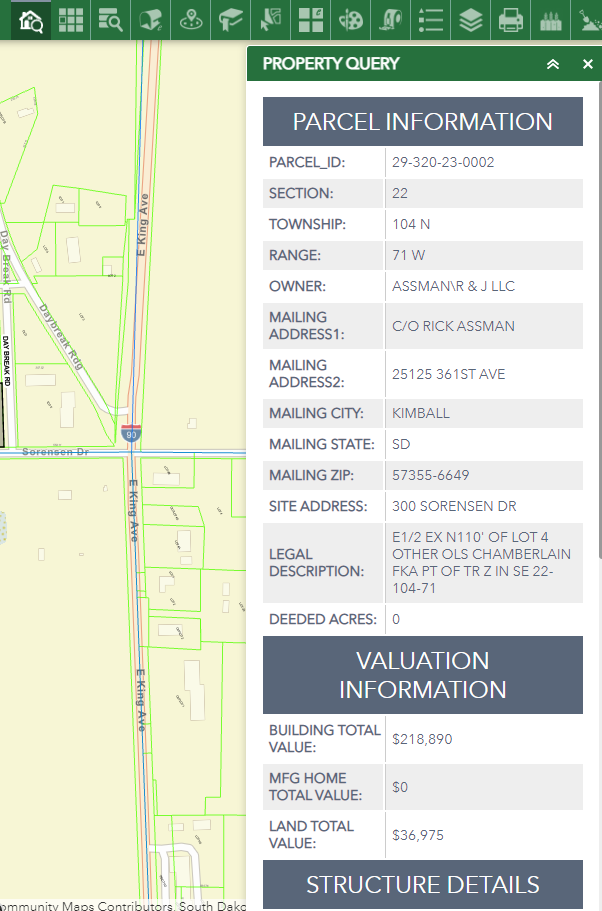 PROPERTY QUERY
PARCEL INFORMATION
PARCEL_ID: 29-320-23-0002
SECTION: 22
TOWNSHIP: 104 N
RANGE: 71 W
OWNER: ASSMAN\R & J LLC
MAILING
ADDRESS1: C/O RICK ASSMAN
MAILING
ADDRESS2: 25125 361ST AVE
MAILING CITY: KIMBALL
MAILING STATE: SD
MAILING ZIP: 57355-6649
SITE ADDRESS: 300 SORENSEN DR
LEGAL
DESCRIPTION:
E1/2 EX N110' OF LOT 4
OTHER OLS CHAMBERLAIN
FKA PT OF TR Z IN SE 22-
104-71
DEEDED ACRES: 0
VALUATION
INFORMATION
BUILDING TOTAL
VALUE: $218,890
MFG HOME
TOTAL VALUE: $0
LAND TOTAL
VALUE: $36,975
STRUCTURE DETAILS
E King Ave
Day Break Rd
DAY BREAK RD
Daybreak Rdg
90
Sorensen Dr
E King Ave
E King Ave
ommunity Maps Contributors, South Dako